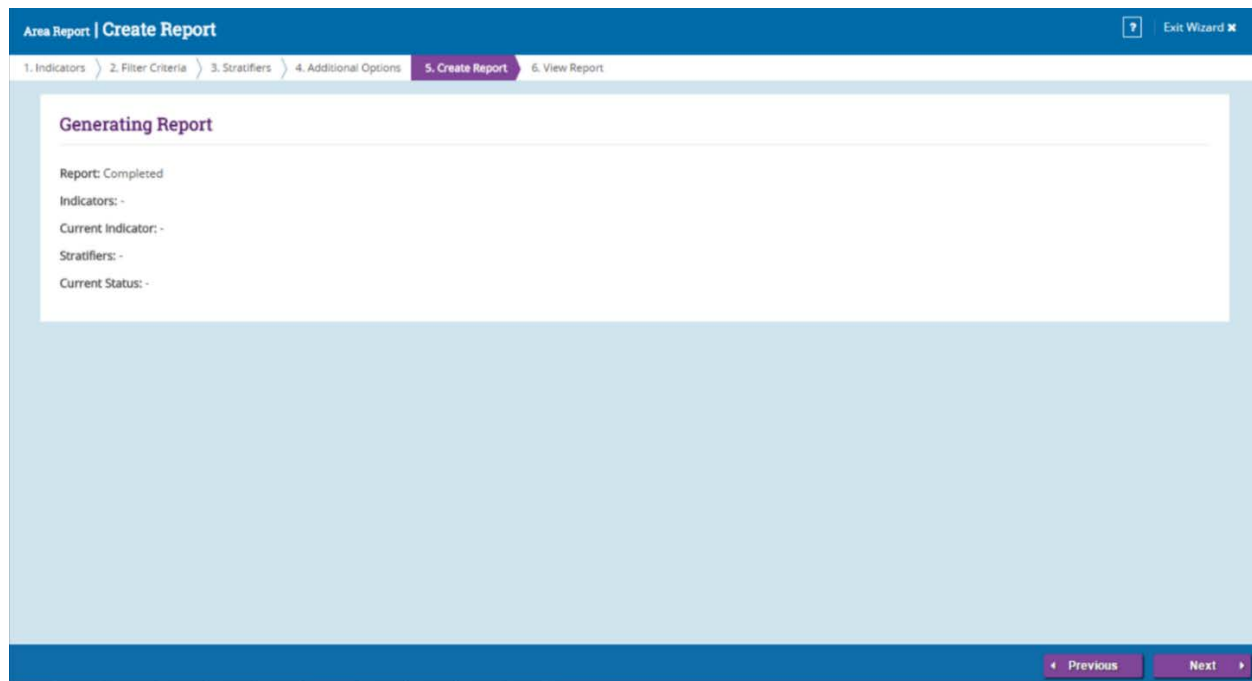 Area Report | Create Report
? Exit Wizard ✖
1. Indicators 2. Filter Criteria 3. Stratifiers 4. Additional Options 5. Create Report 6. View Report
Generating Report
Report: Completed
Indicators: -
Current Indicator: -
Stratifiers: -
Current Status: -
Previous Next